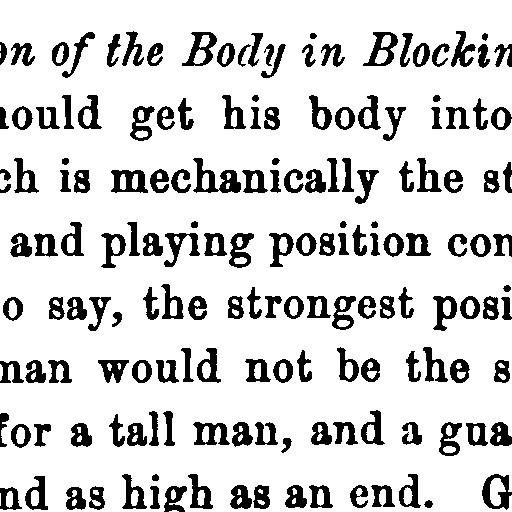 on of the Body in Blockin
hould get his body into
ch is mechanically the st
and playing position con
o say, the strongest posi
man would not be the s
for a tall man, and a gua
nd as high as an end. G